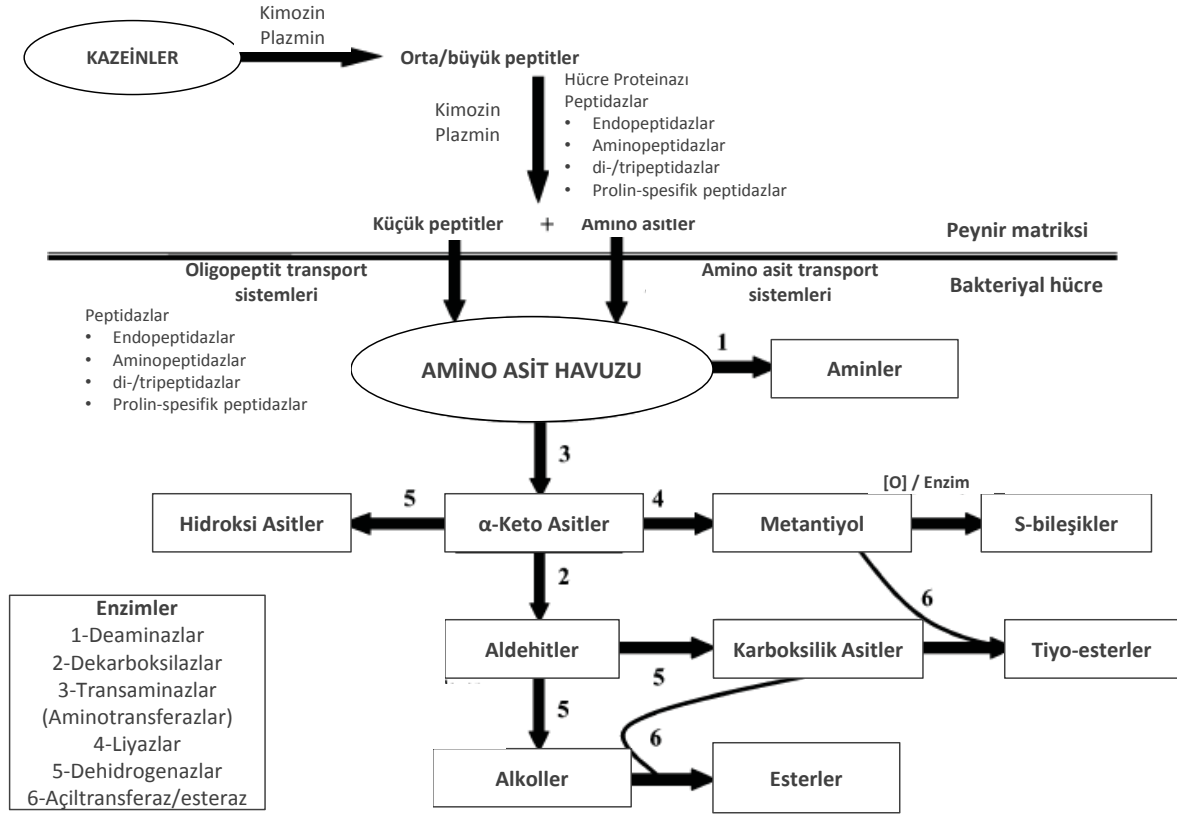 Kimozin
Plazmin
KAZEİNLER
Orta/büyük peptitler
Kimozin
Plazmin
Hücre Proteinazı
Peptidazlar
• Endopeptidazlar
• Aminopeptidazlar
• di-/tripeptidazlar
• Prolin-spesifik peptidazlar
Küçük peptitler + Amino asitler
Peynir matriksi
Bakteriyal hücre
Oligopeptit transport
sistemleri
Amino asit transport
sistemleri
Peptidazlar
• Endopeptidazlar
• Aminopeptidazlar
• di-/tripeptidazlar
• Prolin-spesifik peptidazlar
AMİNO ASİT HAVUZU
1
Aminler
3
Hidroksi Asitler
5
α-Keto Asitler
4
Metantiyol
[O] / Enzim
S-bileşikler
2
6
Aldehitler
5
Karboksilik Asitler
Tiyo-esterler
5
6
Alkoller
Esterler
Enzimler
1-Deaminazlar
2-Dekarboksilazlar
3-Transaminazlar
(Aminotransferazlar)
4-Liyazlar
5-Dehidrogenazlar
6-Açiltransferaz/esteraz